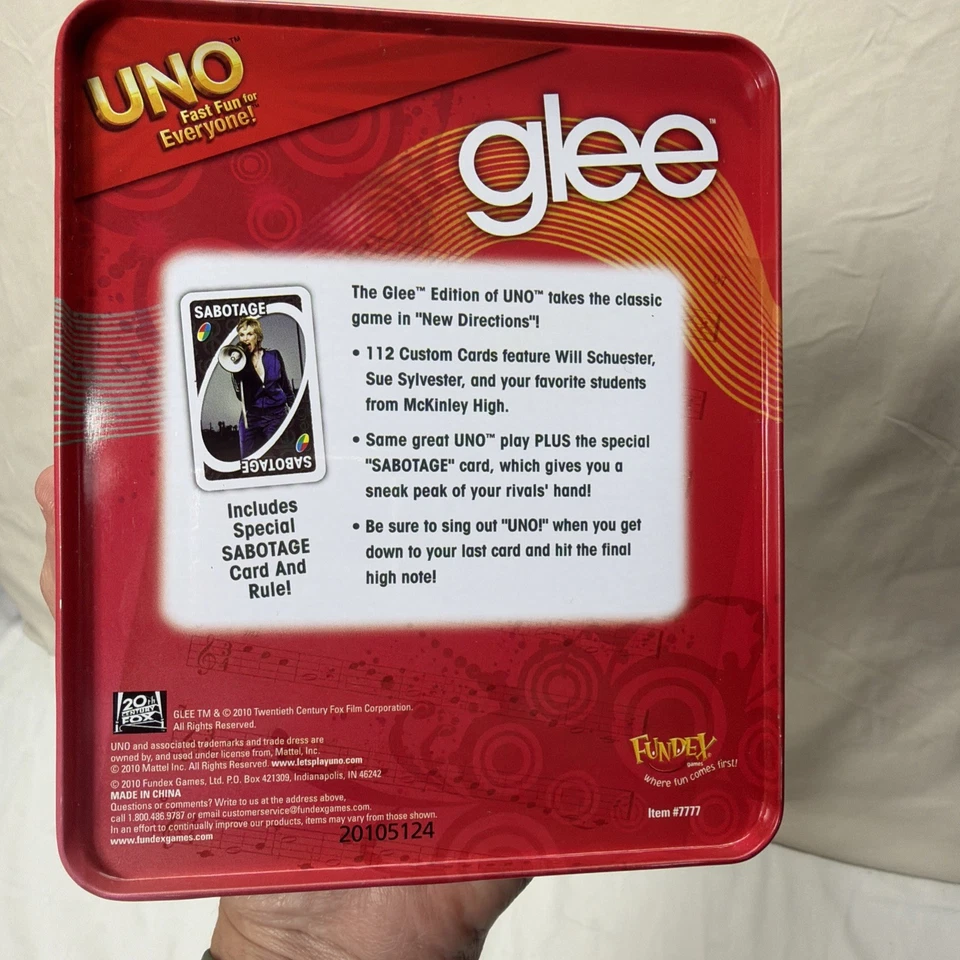 UNO™
Fast Fun for
Everyone!
glee™
SABOTAGE
SABOTAGE
Includes
Special
SABOTAGE
Card And
Rule!
The Glee™ Edition of UNO™ takes the classic
game in "New Directions"!
• 112 Custom Cards feature Will Schuester,
Sue Sylvester, and your favorite students
from McKinley High.
• Same great UNO™ play PLUS the special
"SABOTAGE" card, which gives you a
sneak peak of your rivals' hand!
• Be sure to sing out "UNO!" when you get
down to your last card and hit the final
high note!
20th
CENTURY
FOX
GLEE TM & © 2010 Twentieth Century Fox Film Corporation.
All Rights Reserved.
UNO and associated trademarks and trade dress are
owned by, and used under license from, Mattel, Inc.
© 2010 Mattel Inc. All Rights Reserved. www.letsplayuno.com
© 2010 Fundex Games, Ltd. P.O. Box 421309, Indianapolis, IN 46242
MADE IN CHINA
Questions or comments? Write to us at the address above,
call 1.800.486.9787 or email customerservice@fundexgames.com.
In an effort to continually improve our products, items may vary from those shown.
www.fundexgames.com
20105124
FUNDEX
Games
where fun comes first!
Item #7777